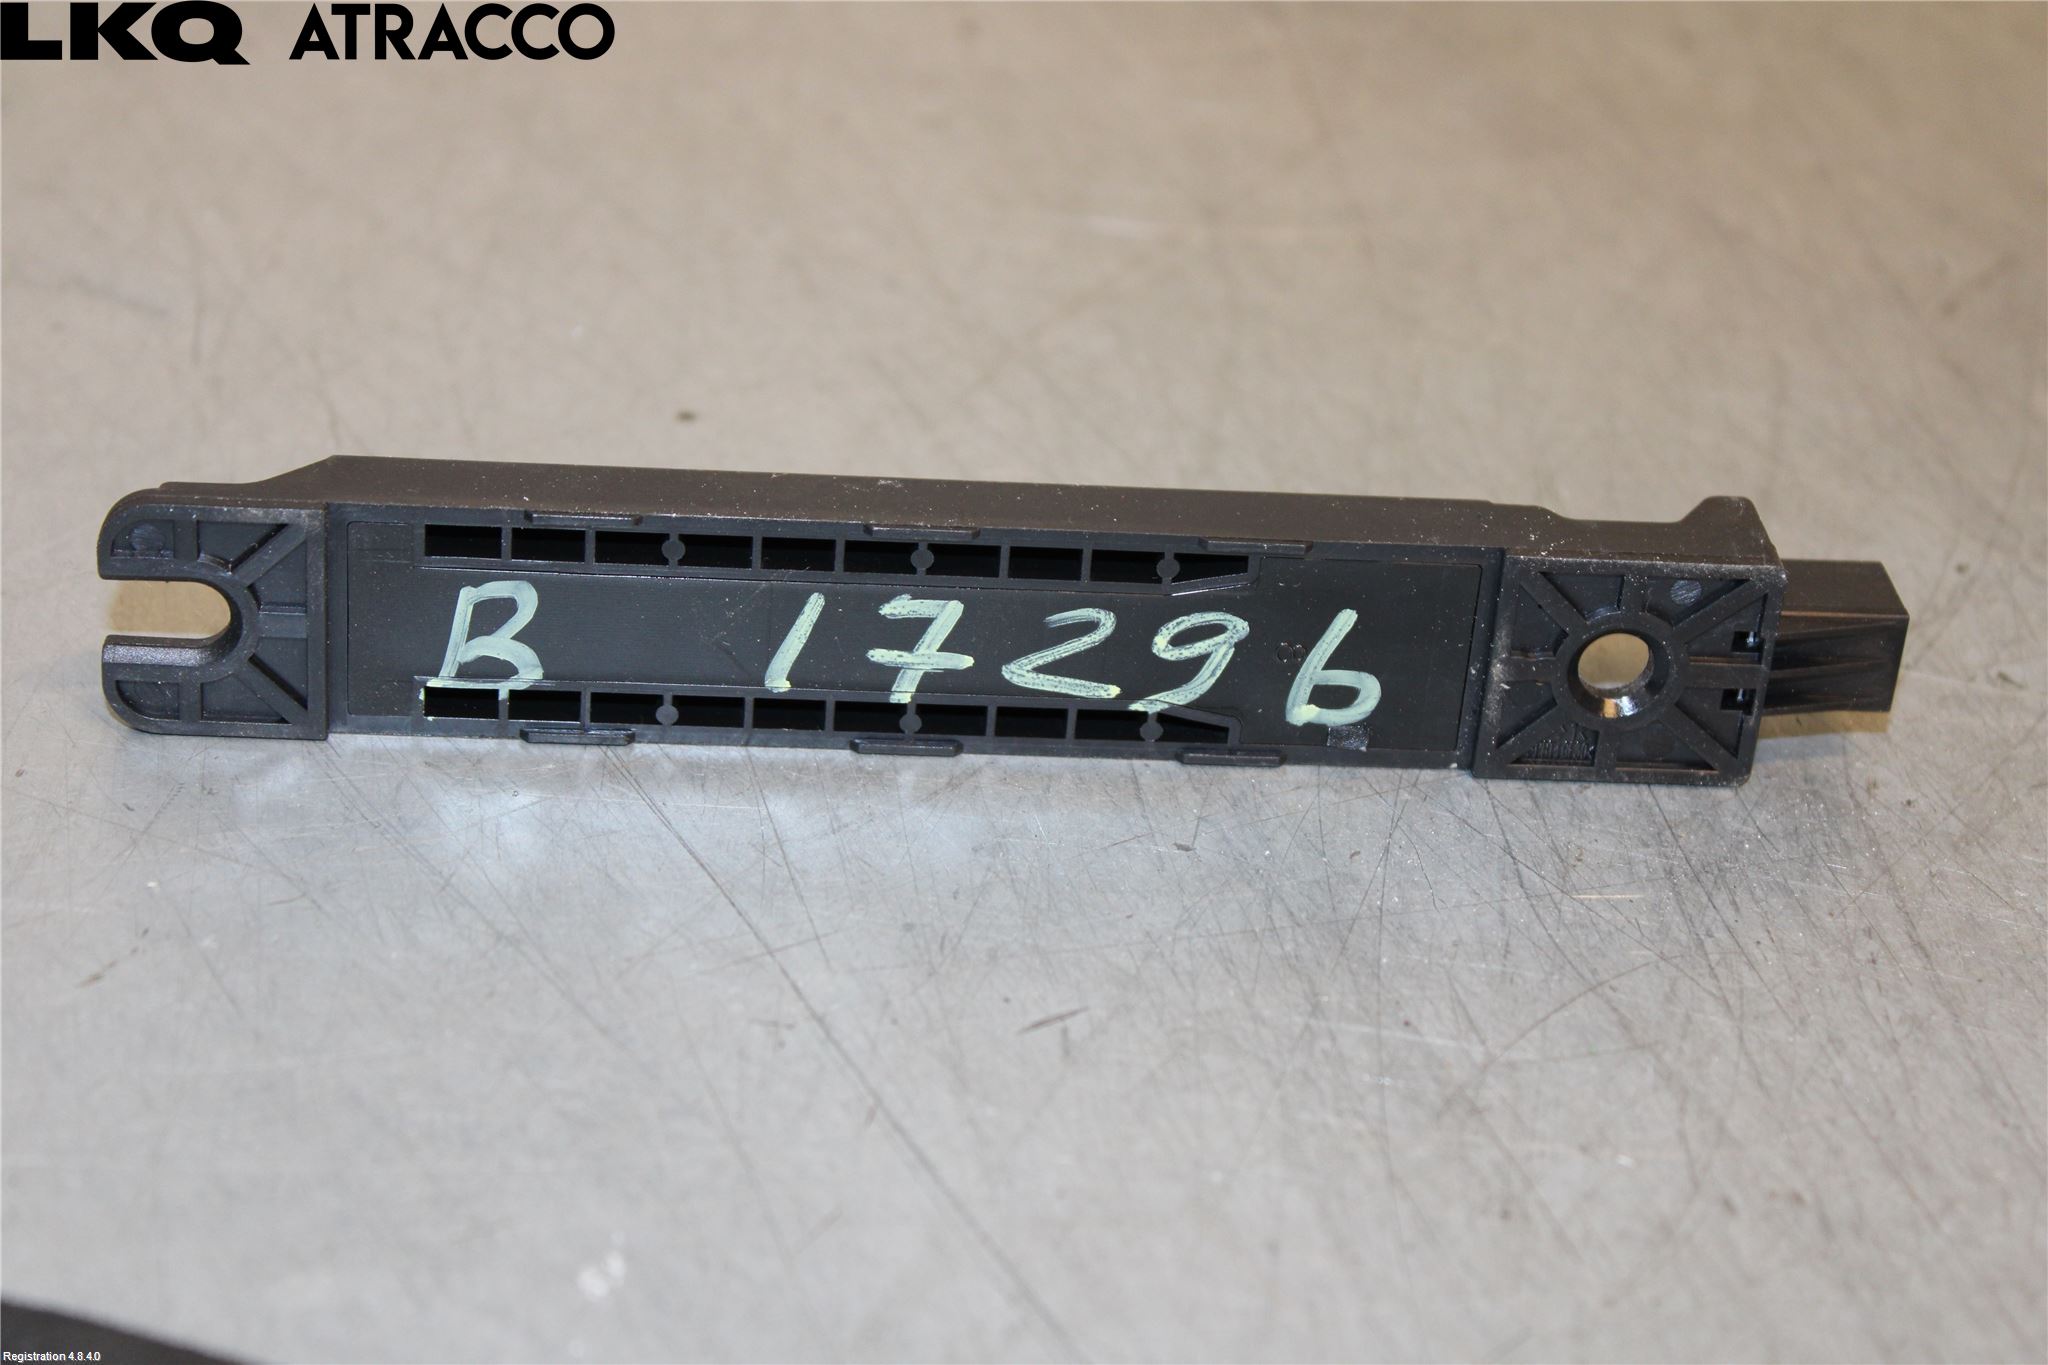 LKQ ATRACCO
B 17296
Registration 4.8.4.0